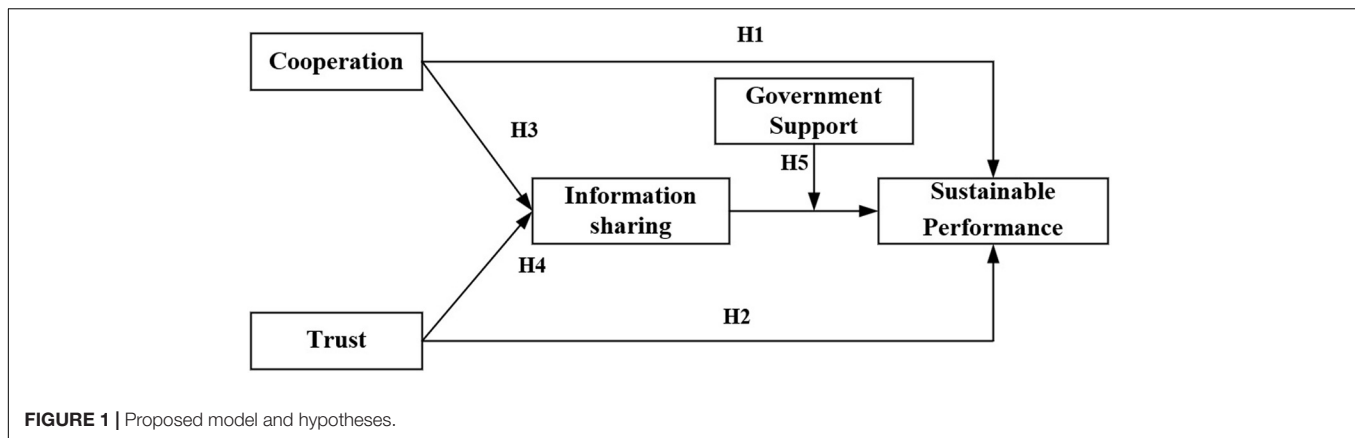 H1
Cooperation
Government
Support
H3
H5
Information
sharing
Sustainable
Performance
H4
H2
Trust
FIGURE 1 | Proposed model and hypotheses.